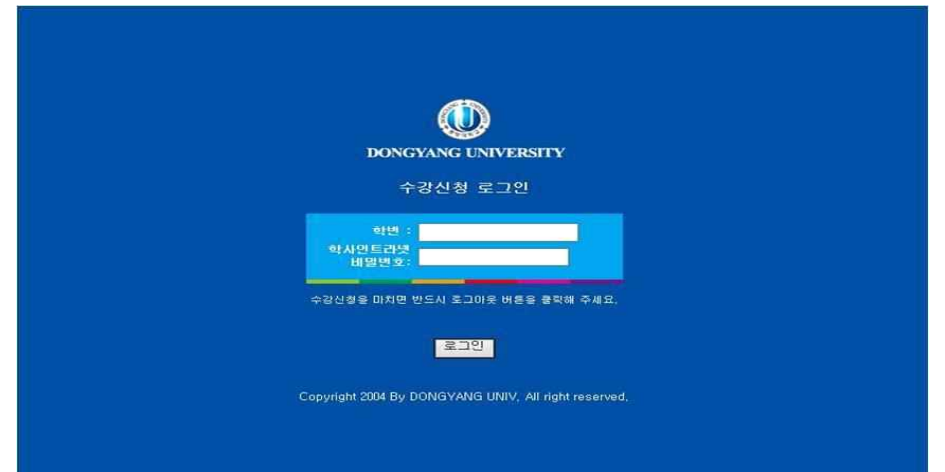 DONGYANG UNIVERSITY
수강신청 로그인
학번 :
학사인트라넷
비밀번호:
수강신청을 마치면 반드시 로그아웃 버튼을 클릭해 주세요.
로그인
Copyright 2004 By DONGYANG UNIV, All right reserved.